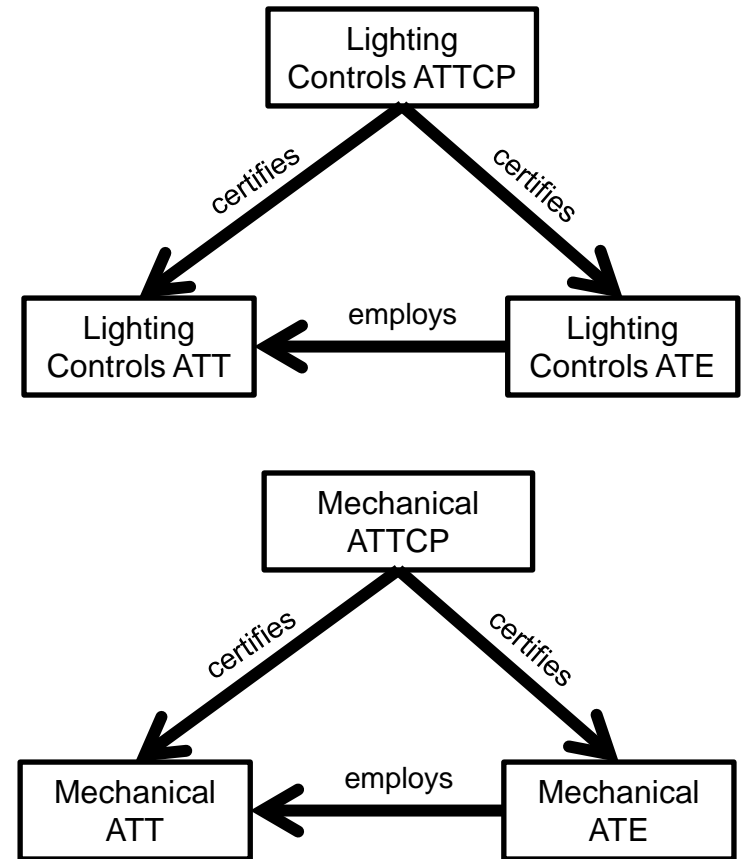 Lighting
Controls ATTCP
certifies
certifies
employs
Lighting
Controls ATT
Lighting
Controls ATE
Mechanical
ATTCP
certifies
certifies
employs
Mechanical
ATT
Mechanical
ATE